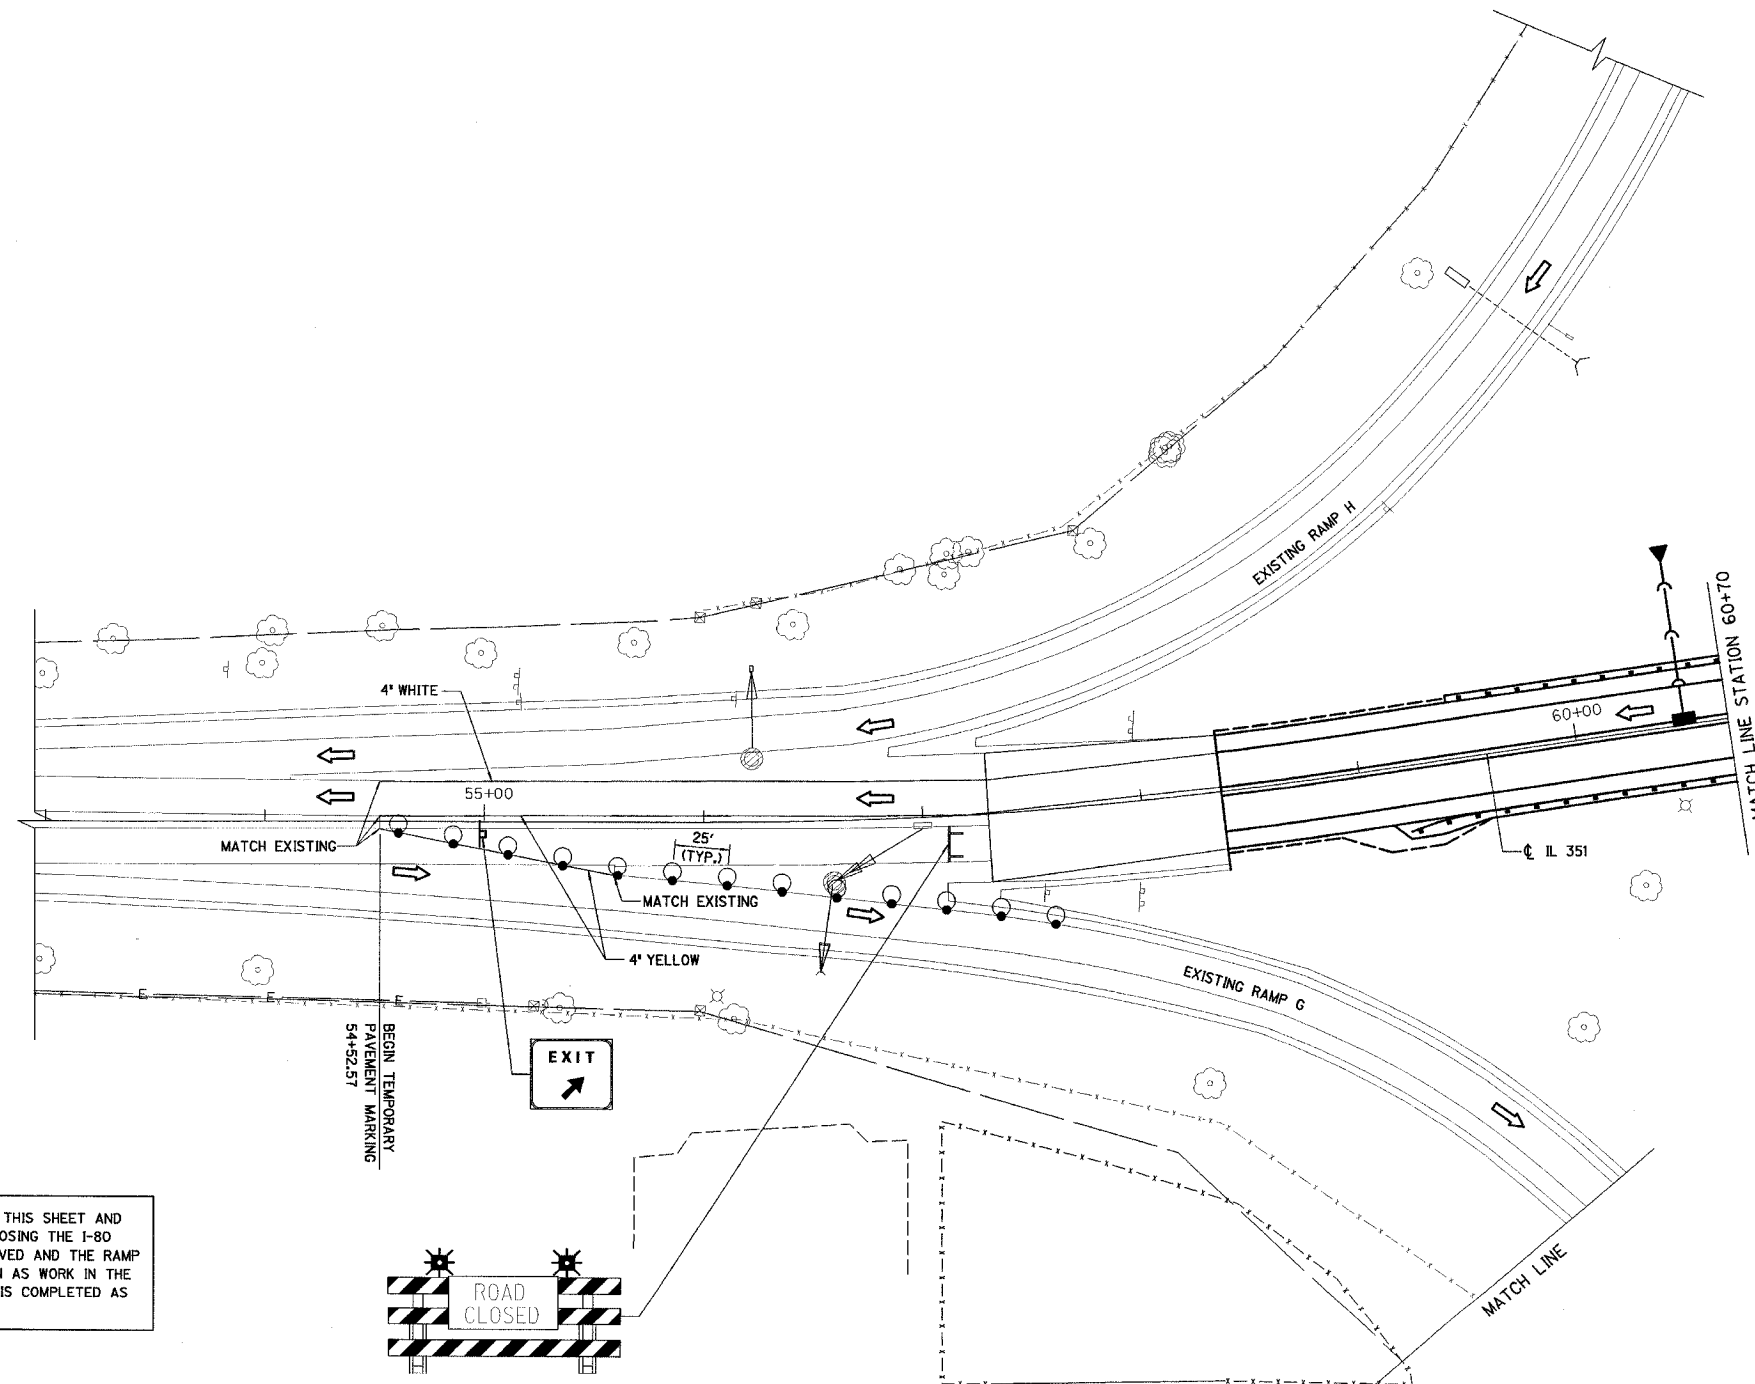 EXISTING RAMP H
MATCH LINE STATION 60+70
4" WHITE
60+00
55+00
MATCH EXISTING
25'
(TYP.)
℄ IL 351
MATCH EXISTING
4" YELLOW
EXISTING RAMP G
E E E E
BEGIN TEMPORARY
PAVEMENT MARKING
54+52.57
EXIT
THIS SHEET AND
OSING THE I-80
VED AND THE RAMP
AS WORK IN THE
IS COMPLETED AS
ROAD
CLOSED
MATCH LINE